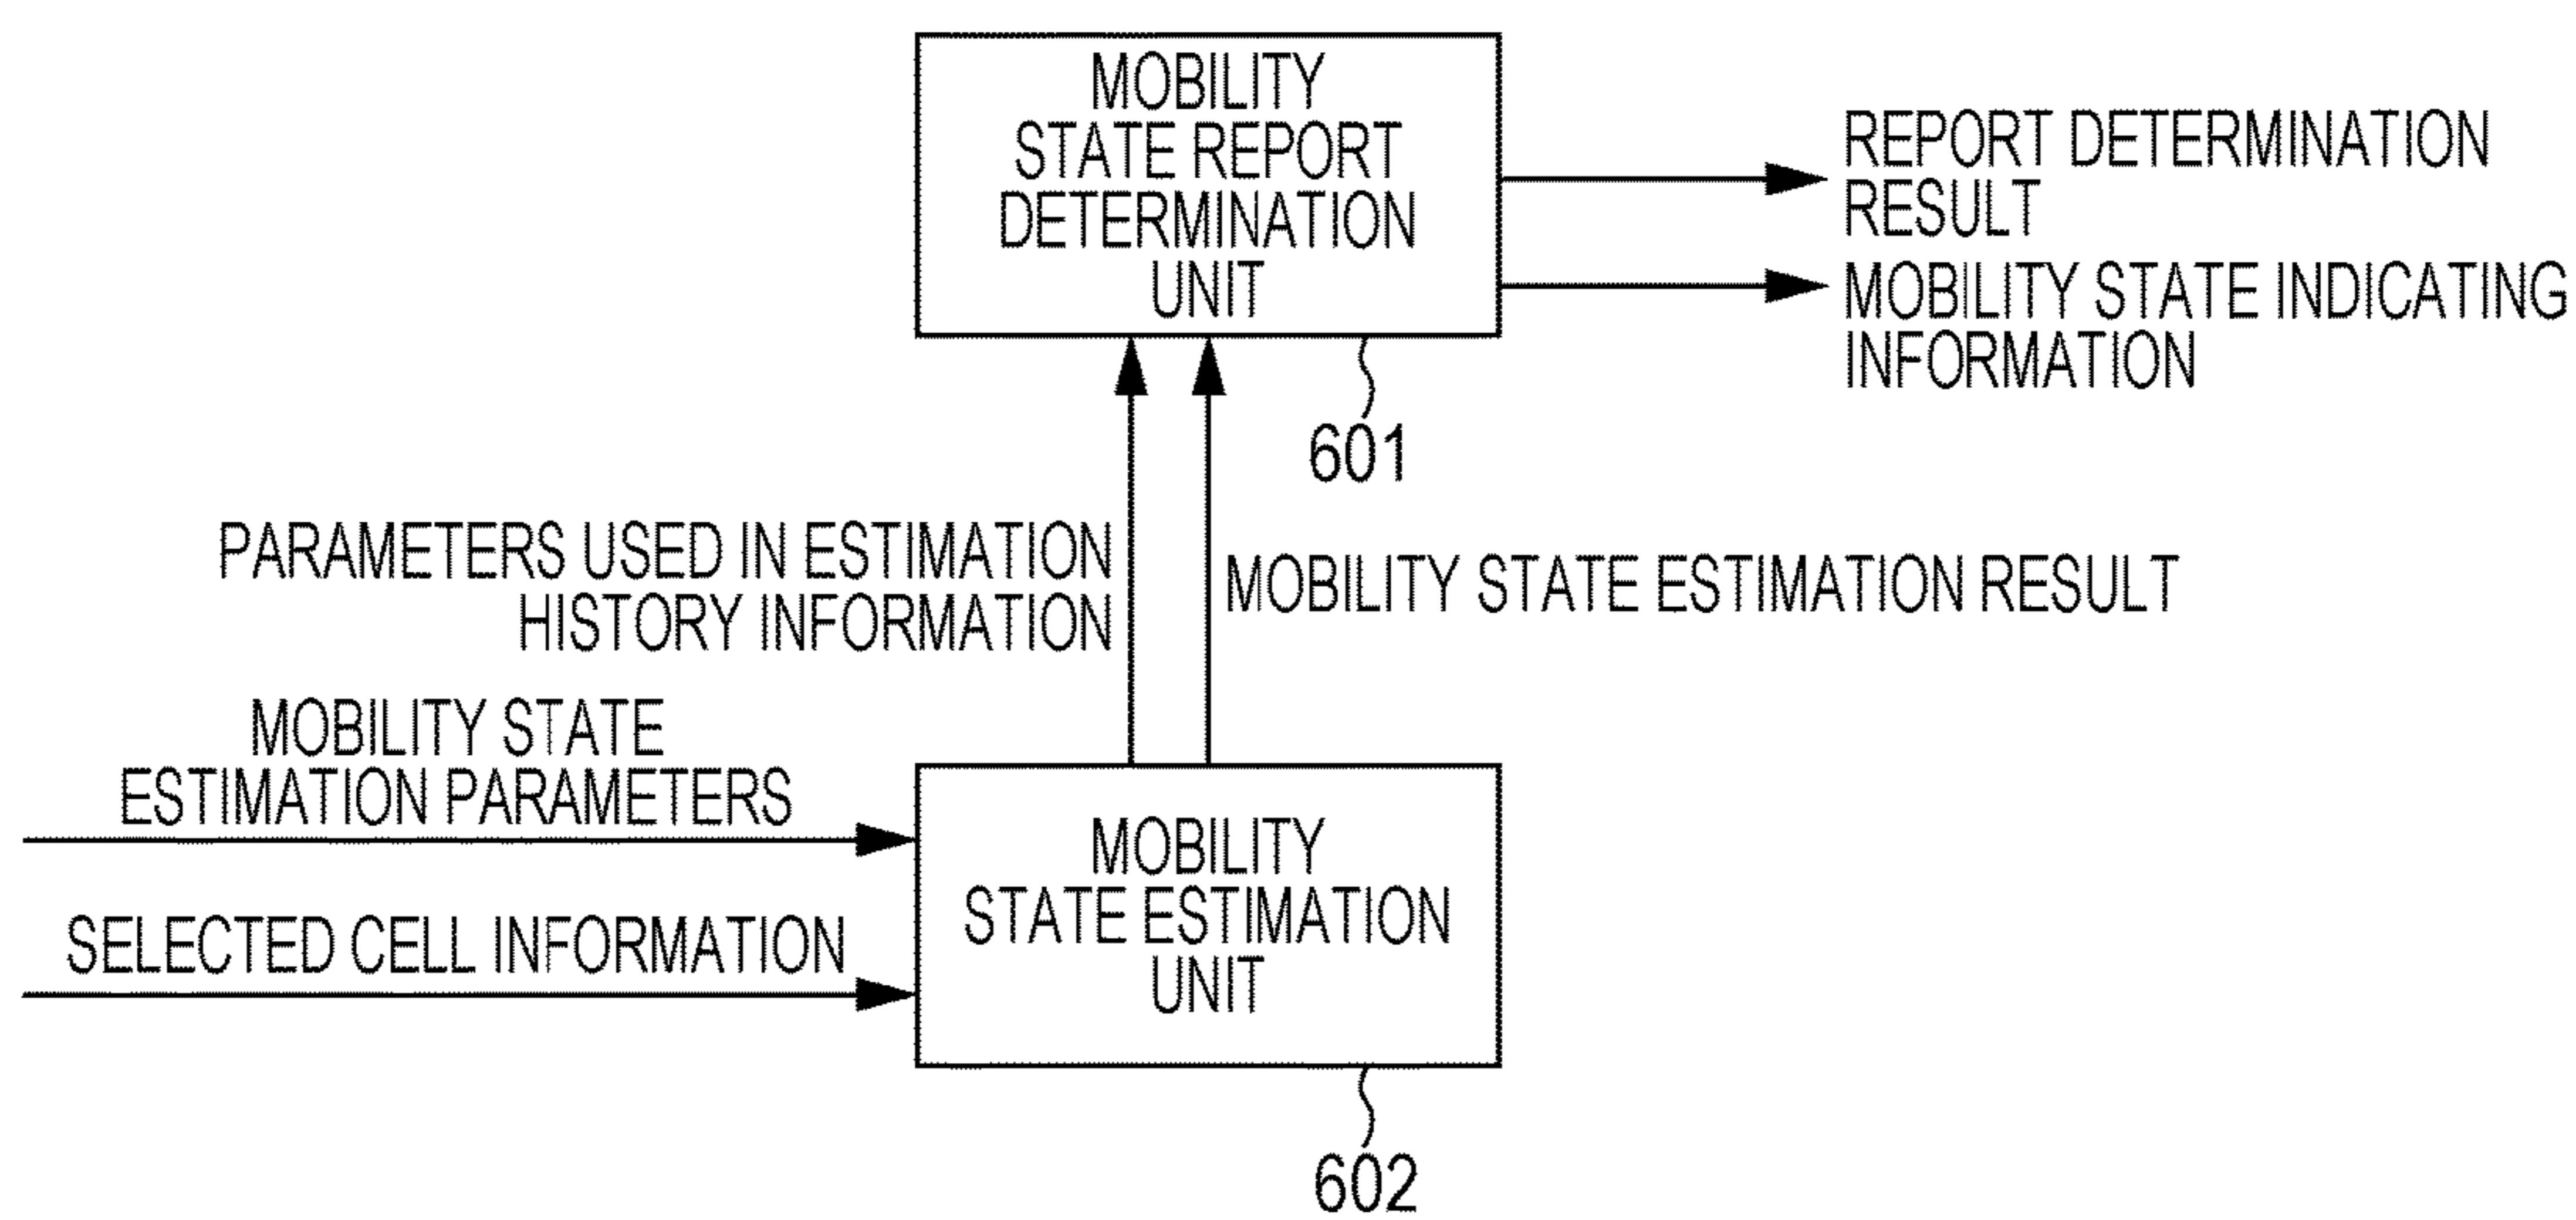 MOBILITY
STATE REPORT
DETERMINATION
UNIT
REPORT DETERMINATION
RESULT
MOBILITY STATE INDICATING
INFORMATION
601
PARAMETERS USED IN ESTIMATION
HISTORY INFORMATION
MOBILITY STATE ESTIMATION RESULT
MOBILITY STATE
ESTIMATION PARAMETERS
SELECTED CELL INFORMATION
MOBILITY
STATE ESTIMATION
UNIT
602